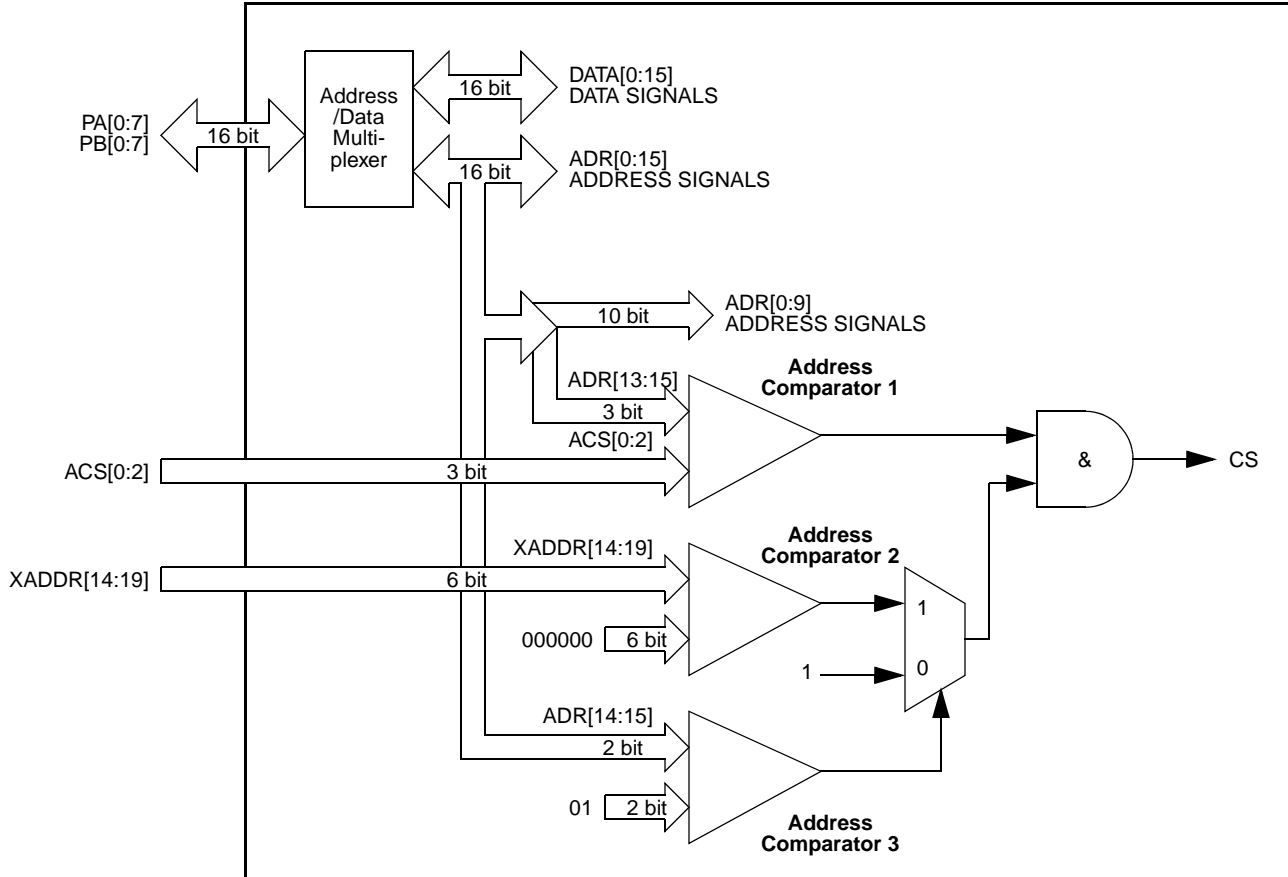 DATA[0:15]
DATA SIGNALS
16 bit
Address
/Data
Multi-
plexer
PA[0:7]
PB[0:7]
16 bit
ADR[0:15]
ADDRESS SIGNALS
16 bit
ADR[0:9]
ADDRESS SIGNALS
10 bit
Address
Comparator 1
ADR[13:15]
3 bit
ACS[0:2]
ACS[0:2]
3 bit
&
CS
Address
Comparator 2
XADDR[14:19]
XADDR[14:19]
6 bit
1
000000
6 bit
1
0
ADR[14:15]
2 bit
01
2 bit
Address
Comparator 3